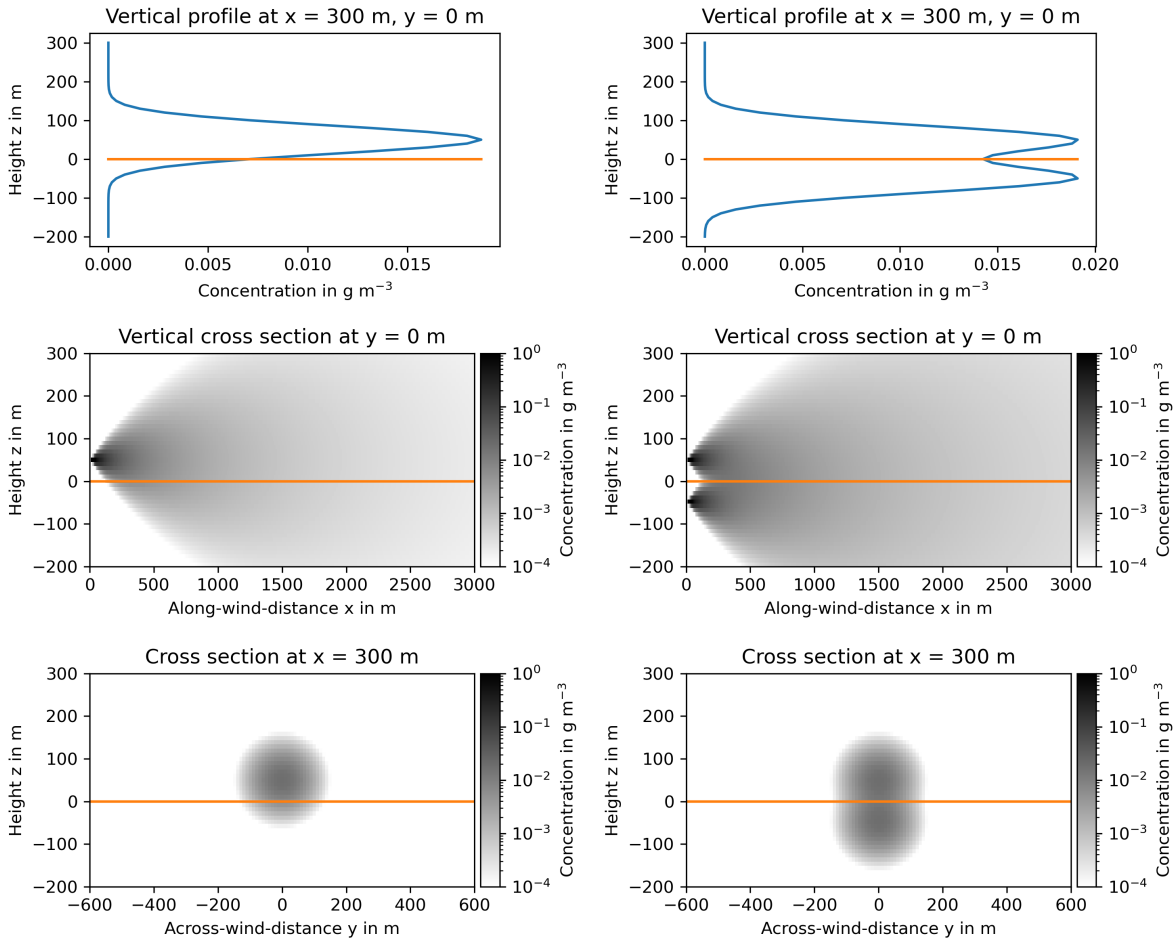 Vertical profile at x = 300 m, y = 0 m
Height z in m
300
200
100
0
−100
−200
0.000 0.005 0.010 0.015
Concentration in g m⁻³
Vertical profile at x = 300 m, y = 0 m
Height z in m
300
200
100
0
−100
−200
0.000 0.005 0.010 0.015 0.020
Concentration in g m⁻³
Vertical cross section at y = 0 m
Height z in m
300
200
100
0
−100
−200
0 500 1000 1500 2000 2500 3000
Along-wind-distance x in m
10⁰
10⁻¹
10⁻²
10⁻³
10⁻⁴
Concentration in g m⁻³
Vertical cross section at y = 0 m
Height z in m
300
200
100
0
−100
−200
0 500 1000 1500 2000 2500 3000
Along-wind-distance x in m
10⁰
10⁻¹
10⁻²
10⁻³
10⁻⁴
Concentration in g m⁻³
Cross section at x = 300 m
Height z in m
300
200
100
0
−100
−200
−600 −400 −200 0 200 400 600
Across-wind-distance y in m
10⁰
10⁻¹
10⁻²
10⁻³
10⁻⁴
Concentration in g m⁻³
Cross section at x = 300 m
Height z in m
300
200
100
0
−100
−200
−600 −400 −200 0 200 400 600
Across-wind-distance y in m
10⁰
10⁻¹
10⁻²
10⁻³
10⁻⁴
Concentration in g m⁻³